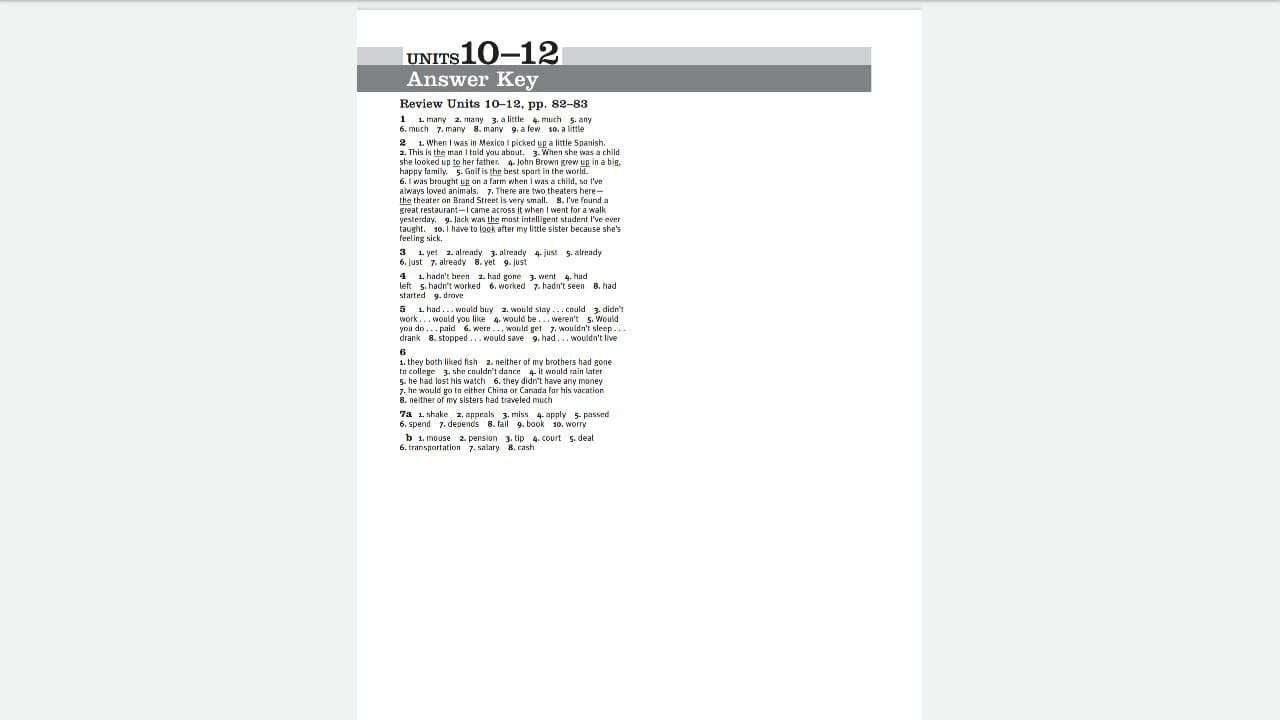 UNITS 10–12
Answer Key
Review Units 10–12, pp. 82–83
1 1. many 2. many 3. a little 4. much 5. any
6. much 7. many 8. many 9. a few 10. a little
2 1. When I was in Mexico I picked up a little Spanish.
2. This is the man I told you about. 3. When she was a child
she looked up to her father. 4. John Brown grew up in a big,
happy family. 5. Golf is the best sport in the world.
6. I was brought up on a farm when I was a child, so I've
always loved animals. 7. There are two theaters here—
the theater on Brand Street is very small. 8. I've found a
great restaurant—I came across it when I went for a walk
yesterday. 9. Jack was the most intelligent student I've ever
taught. 10. I have to look after my little sister because she's
feeling sick.
3 1. yet 2. already 3. already 4. just 5. already
6. just 7. already 8. yet 9. just
4 1. hadn't been 2. had gone 3. went 4. had
left 5. hadn't worked 6. worked 7. hadn't seen 8. had
started 9. drove
5 1. had . . . would buy 2. would stay . . . could 3. didn't
work . . . would you like 4. would be . . . weren't 5. Would
you do . . . paid 6. were . . . would get 7. wouldn't sleep . . .
drank 8. stopped . . . would save 9. had . . . wouldn't live
6
1. they both liked fish 2. neither of my brothers had gone
to college 3. she couldn't dance 4. it would rain later
5. he had lost his watch 6. they didn't have any money
7. he would go to either China or Canada for his vacation
8. neither of my sisters had traveled much
7a 1. shake 2. appeals 3. miss 4. apply 5. passed
6. spend 7. depends 8. fail 9. book 10. worry
b 1. mouse 2. pension 3. tip 4. court 5. deal
6. transportation 7. salary 8. cash